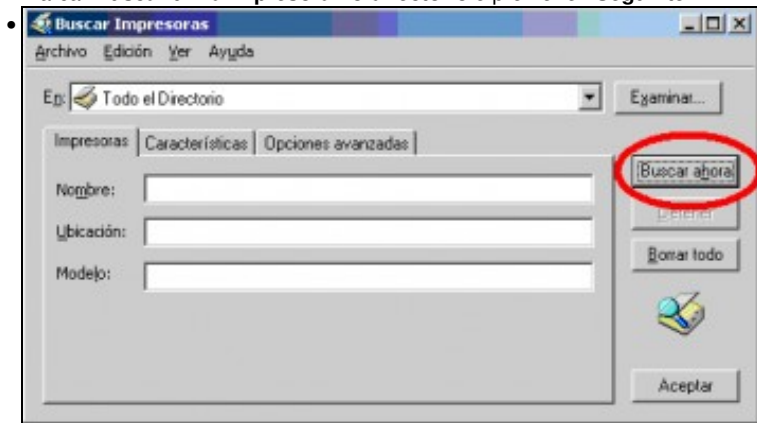 Buscar Impresoras
Archivo Edición Ver Ayuda
En: Todo el Directorio
Examinar...
Impresoras Características Opciones avanzadas
Buscar ahora
Nombre:
Detener
Ubicación:
Borrar todo
Modelo:
Aceptar